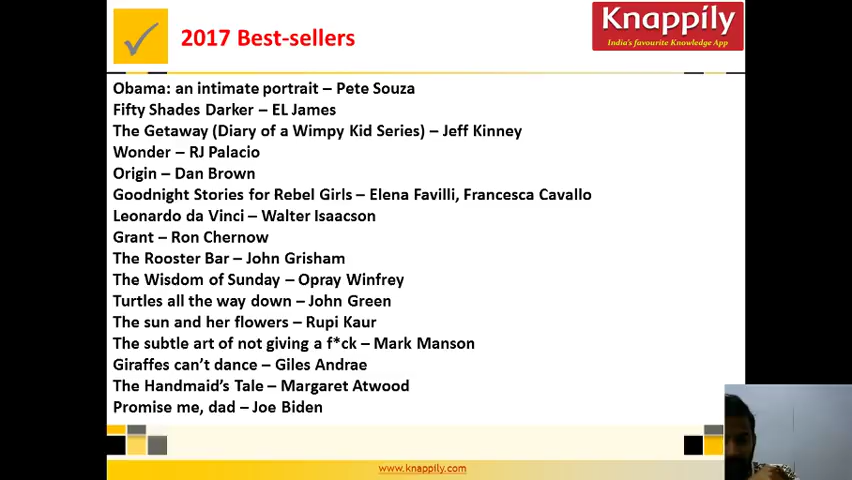 2017 Best-sellers
Knappily
India's favourite Knowledge App
Obama: an intimate portrait – Pete Souza
Fifty Shades Darker – EL James
The Getaway (Diary of a Wimpy Kid Series) – Jeff Kinney
Wonder – RJ Palacio
Origin – Dan Brown
Goodnight Stories for Rebel Girls – Elena Favilli, Francesca Cavallo
Leonardo da Vinci – Walter Isaacson
Grant – Ron Chernow
The Rooster Bar – John Grisham
The Wisdom of Sunday – Opray Winfrey
Turtles all the way down – John Green
The sun and her flowers – Rupi Kaur
The subtle art of not giving a f*ck – Mark Manson
Giraffes can't dance – Giles Andrae
The Handmaid's Tale – Margaret Atwood
Promise me, dad – Joe Biden
www.knappily.com